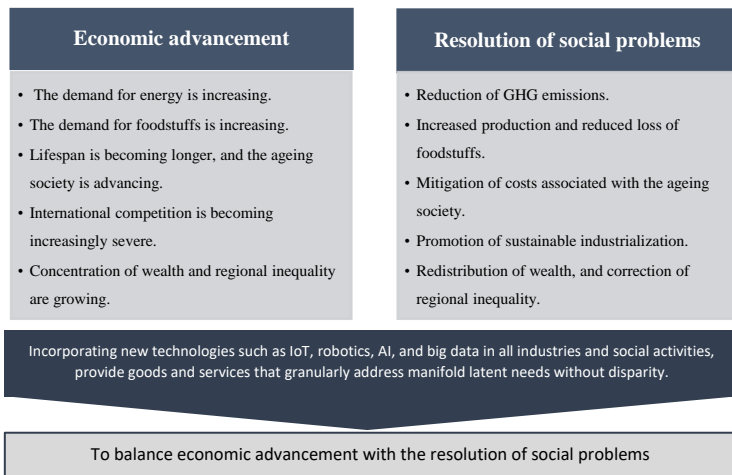 Economic advancement
• The demand for energy is increasing.
• The demand for foodstuffs is increasing.
• Lifespan is becoming longer, and the ageing
society is advancing.
• International competition is becoming
increasingly severe.
• Concentration of wealth and regional inequality
are growing.
Resolution of social problems
• Reduction of GHG emissions.
• Increased production and reduced loss of
foodstuffs.
• Mitigation of costs associated with the ageing
society.
• Promotion of sustainable industrialization.
• Redistribution of wealth, and correction of
regional inequality.
Incorporating new technologies such as IoT, robotics, AI, and big data in all industries and social activities,
provide goods and services that granularly address manifold latent needs without disparity.
To balance economic advancement with the resolution of social problems